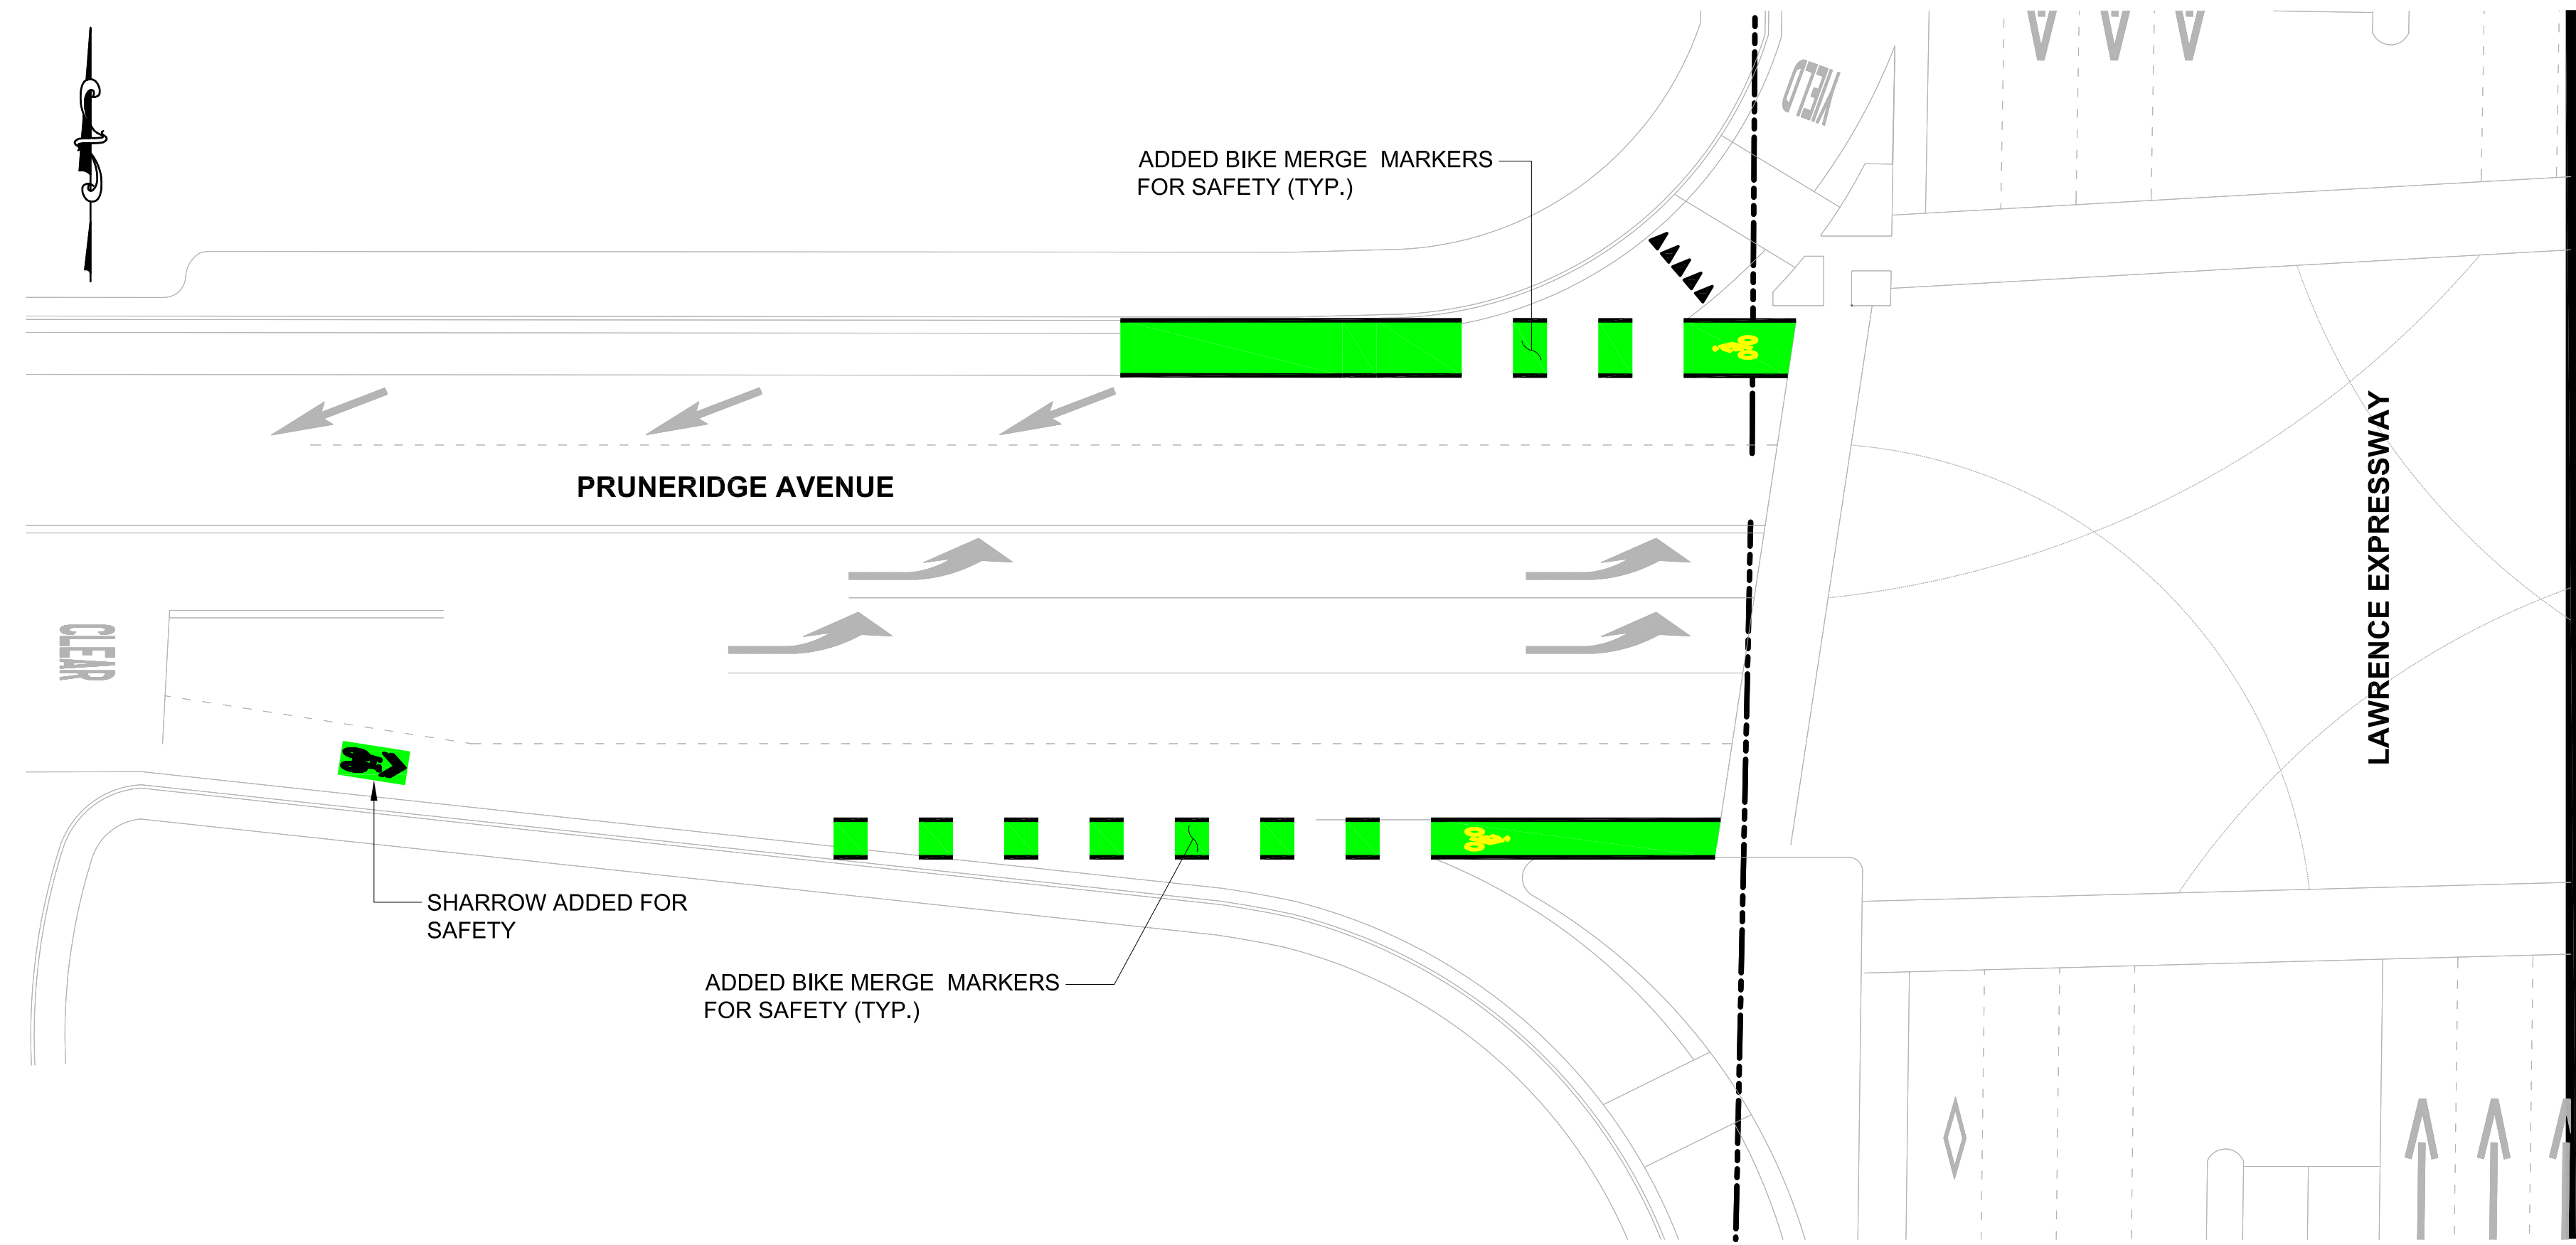 YIELD
ADDED BIKE MERGE MARKERS
FOR SAFETY (TYP.)
PRUNERIDGE AVENUE
LAWRENCE EXPRESSWAY
CLEAR
SHARROW ADDED FOR
SAFETY
ADDED BIKE MERGE MARKERS
FOR SAFETY (TYP.)